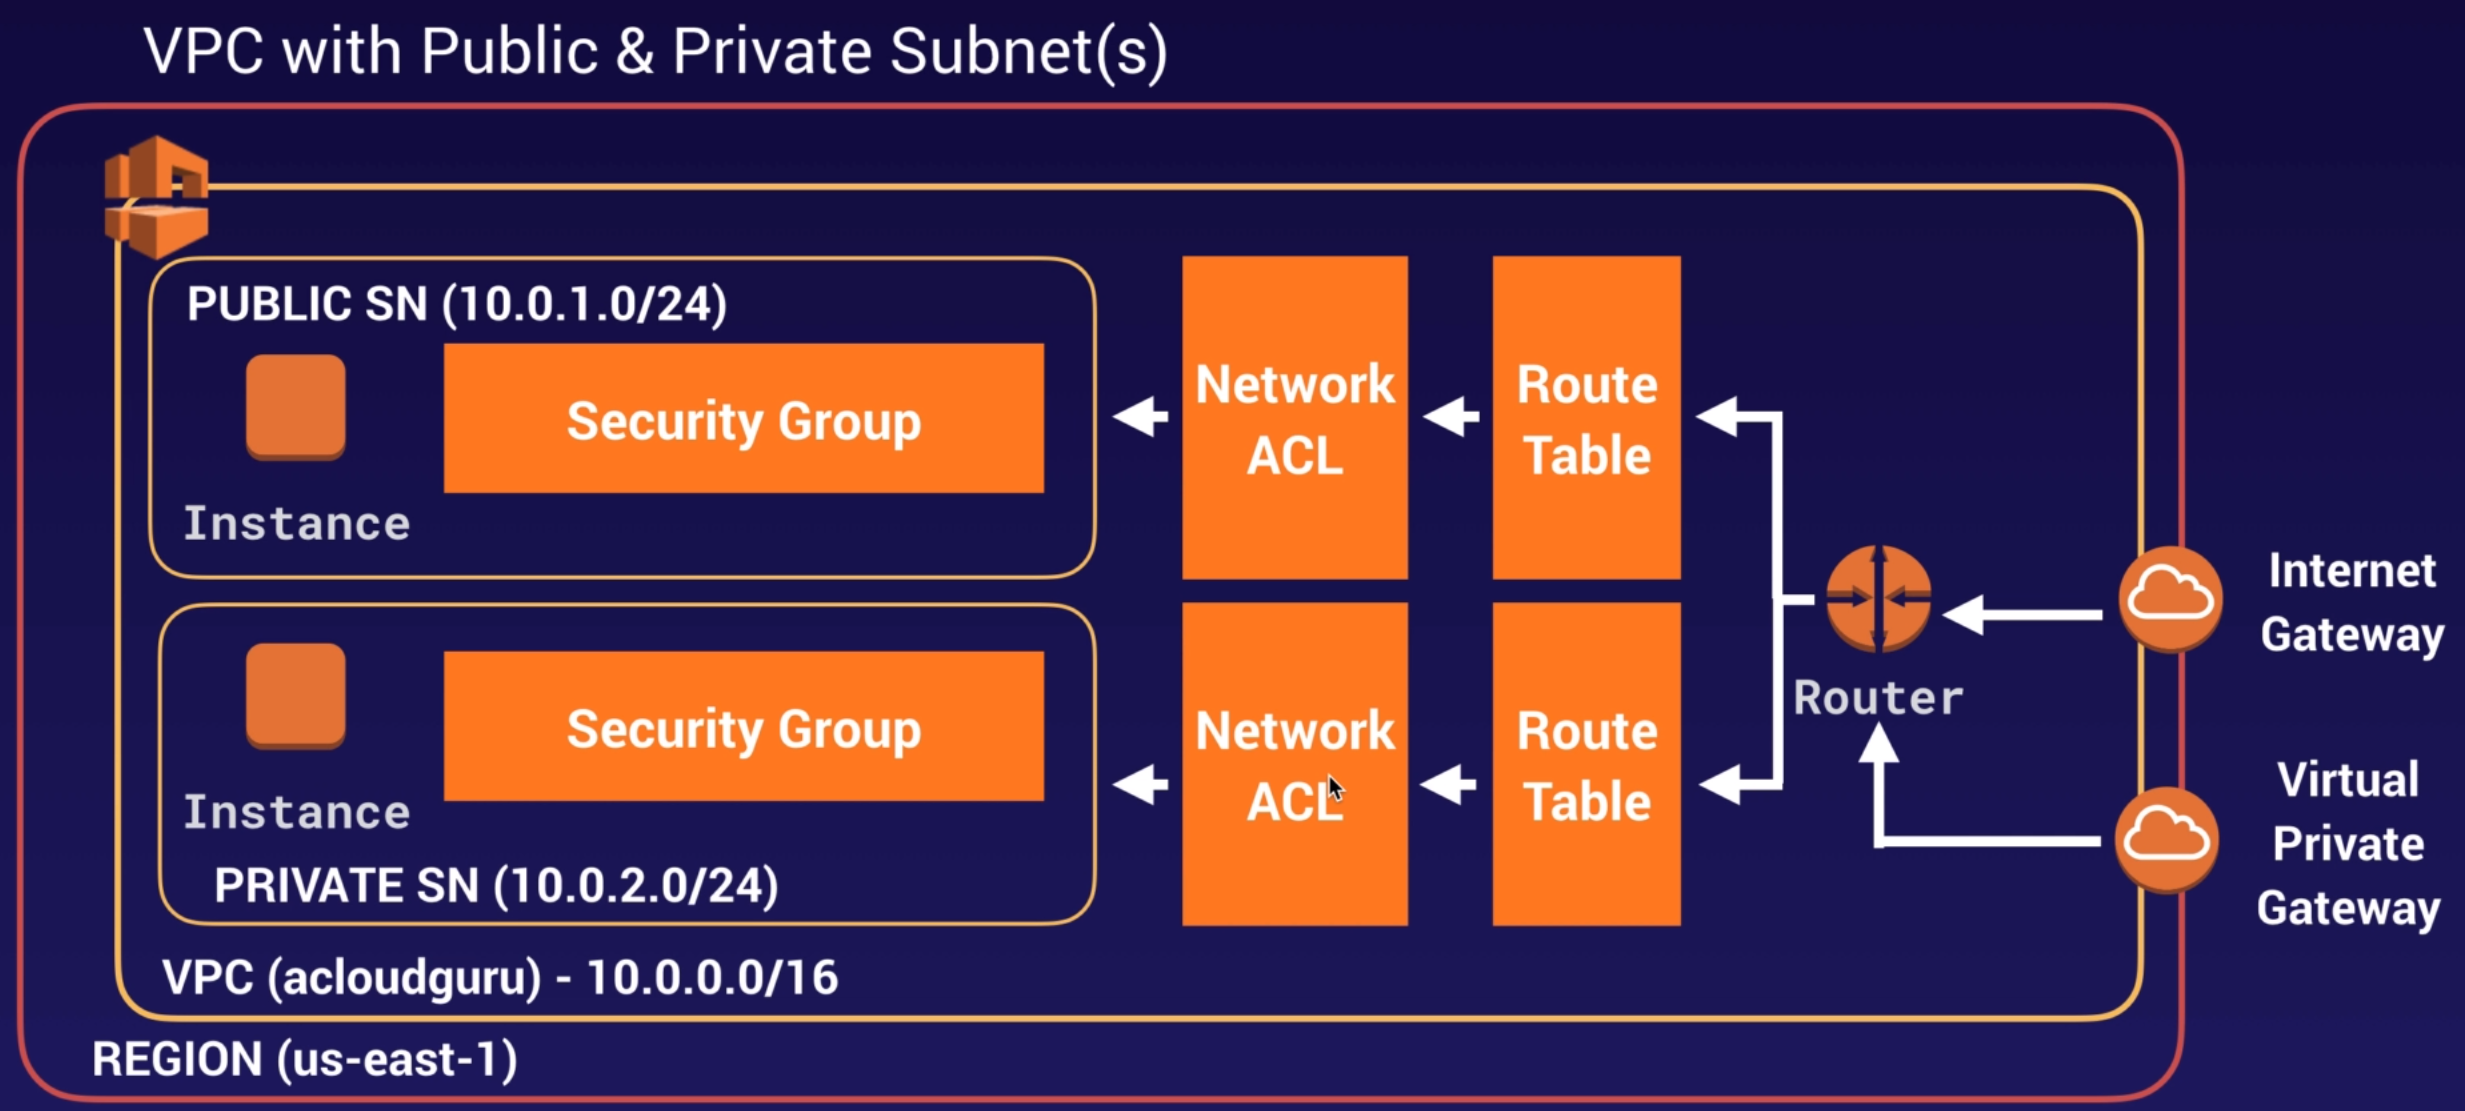 VPC with Public & Private Subnet(s)
PUBLIC SN (10.0.1.0/24)
Security Group
Instance
Network
ACL
Route
Table
Security Group
Instance
PRIVATE SN (10.0.2.0/24)
Network
ACL
Route
Table
Router
Internet
Gateway
Virtual
Private
Gateway
VPC (acloudguru) - 10.0.0.0/16
REGION (us-east-1)